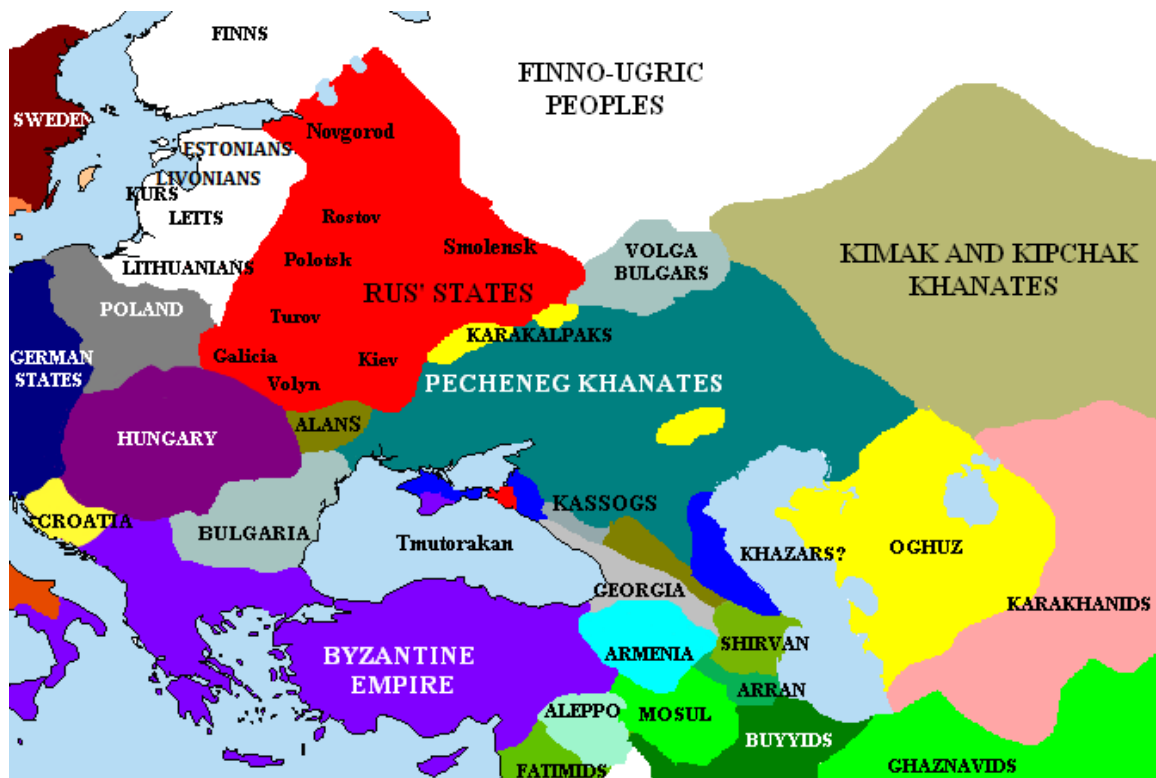 FINNS
FINNO-UGRIC
PEOPLES
SWEDEN
Novgorod
ESTONIANS
LIVONIANS
KURS
LETTS
Rostov
Smolensk
VOLGA
BULGARS
KIMAK AND KIPCHAK
KHANATES
Polotsk
LITHUANIANS
RUS' STATES
POLAND
Turov
KARAKALPAKS
GERMAN
STATES
Galicia
Kiev
Volyn
PECHENEG KHANATES
ALANS
HUNGARY
KASSOGS
CROATIA
BULGARIA
Tmutorakan
KHAZARS?
OGHUZ
GEORGIA
KARAKHANIDS
BYZANTINE
EMPIRE
ARMENIA
SHIRVAN
ARRAN
ALEPPO
MOSUL
BUYYIDS
FATIMIDS
GHAZNAVIDS